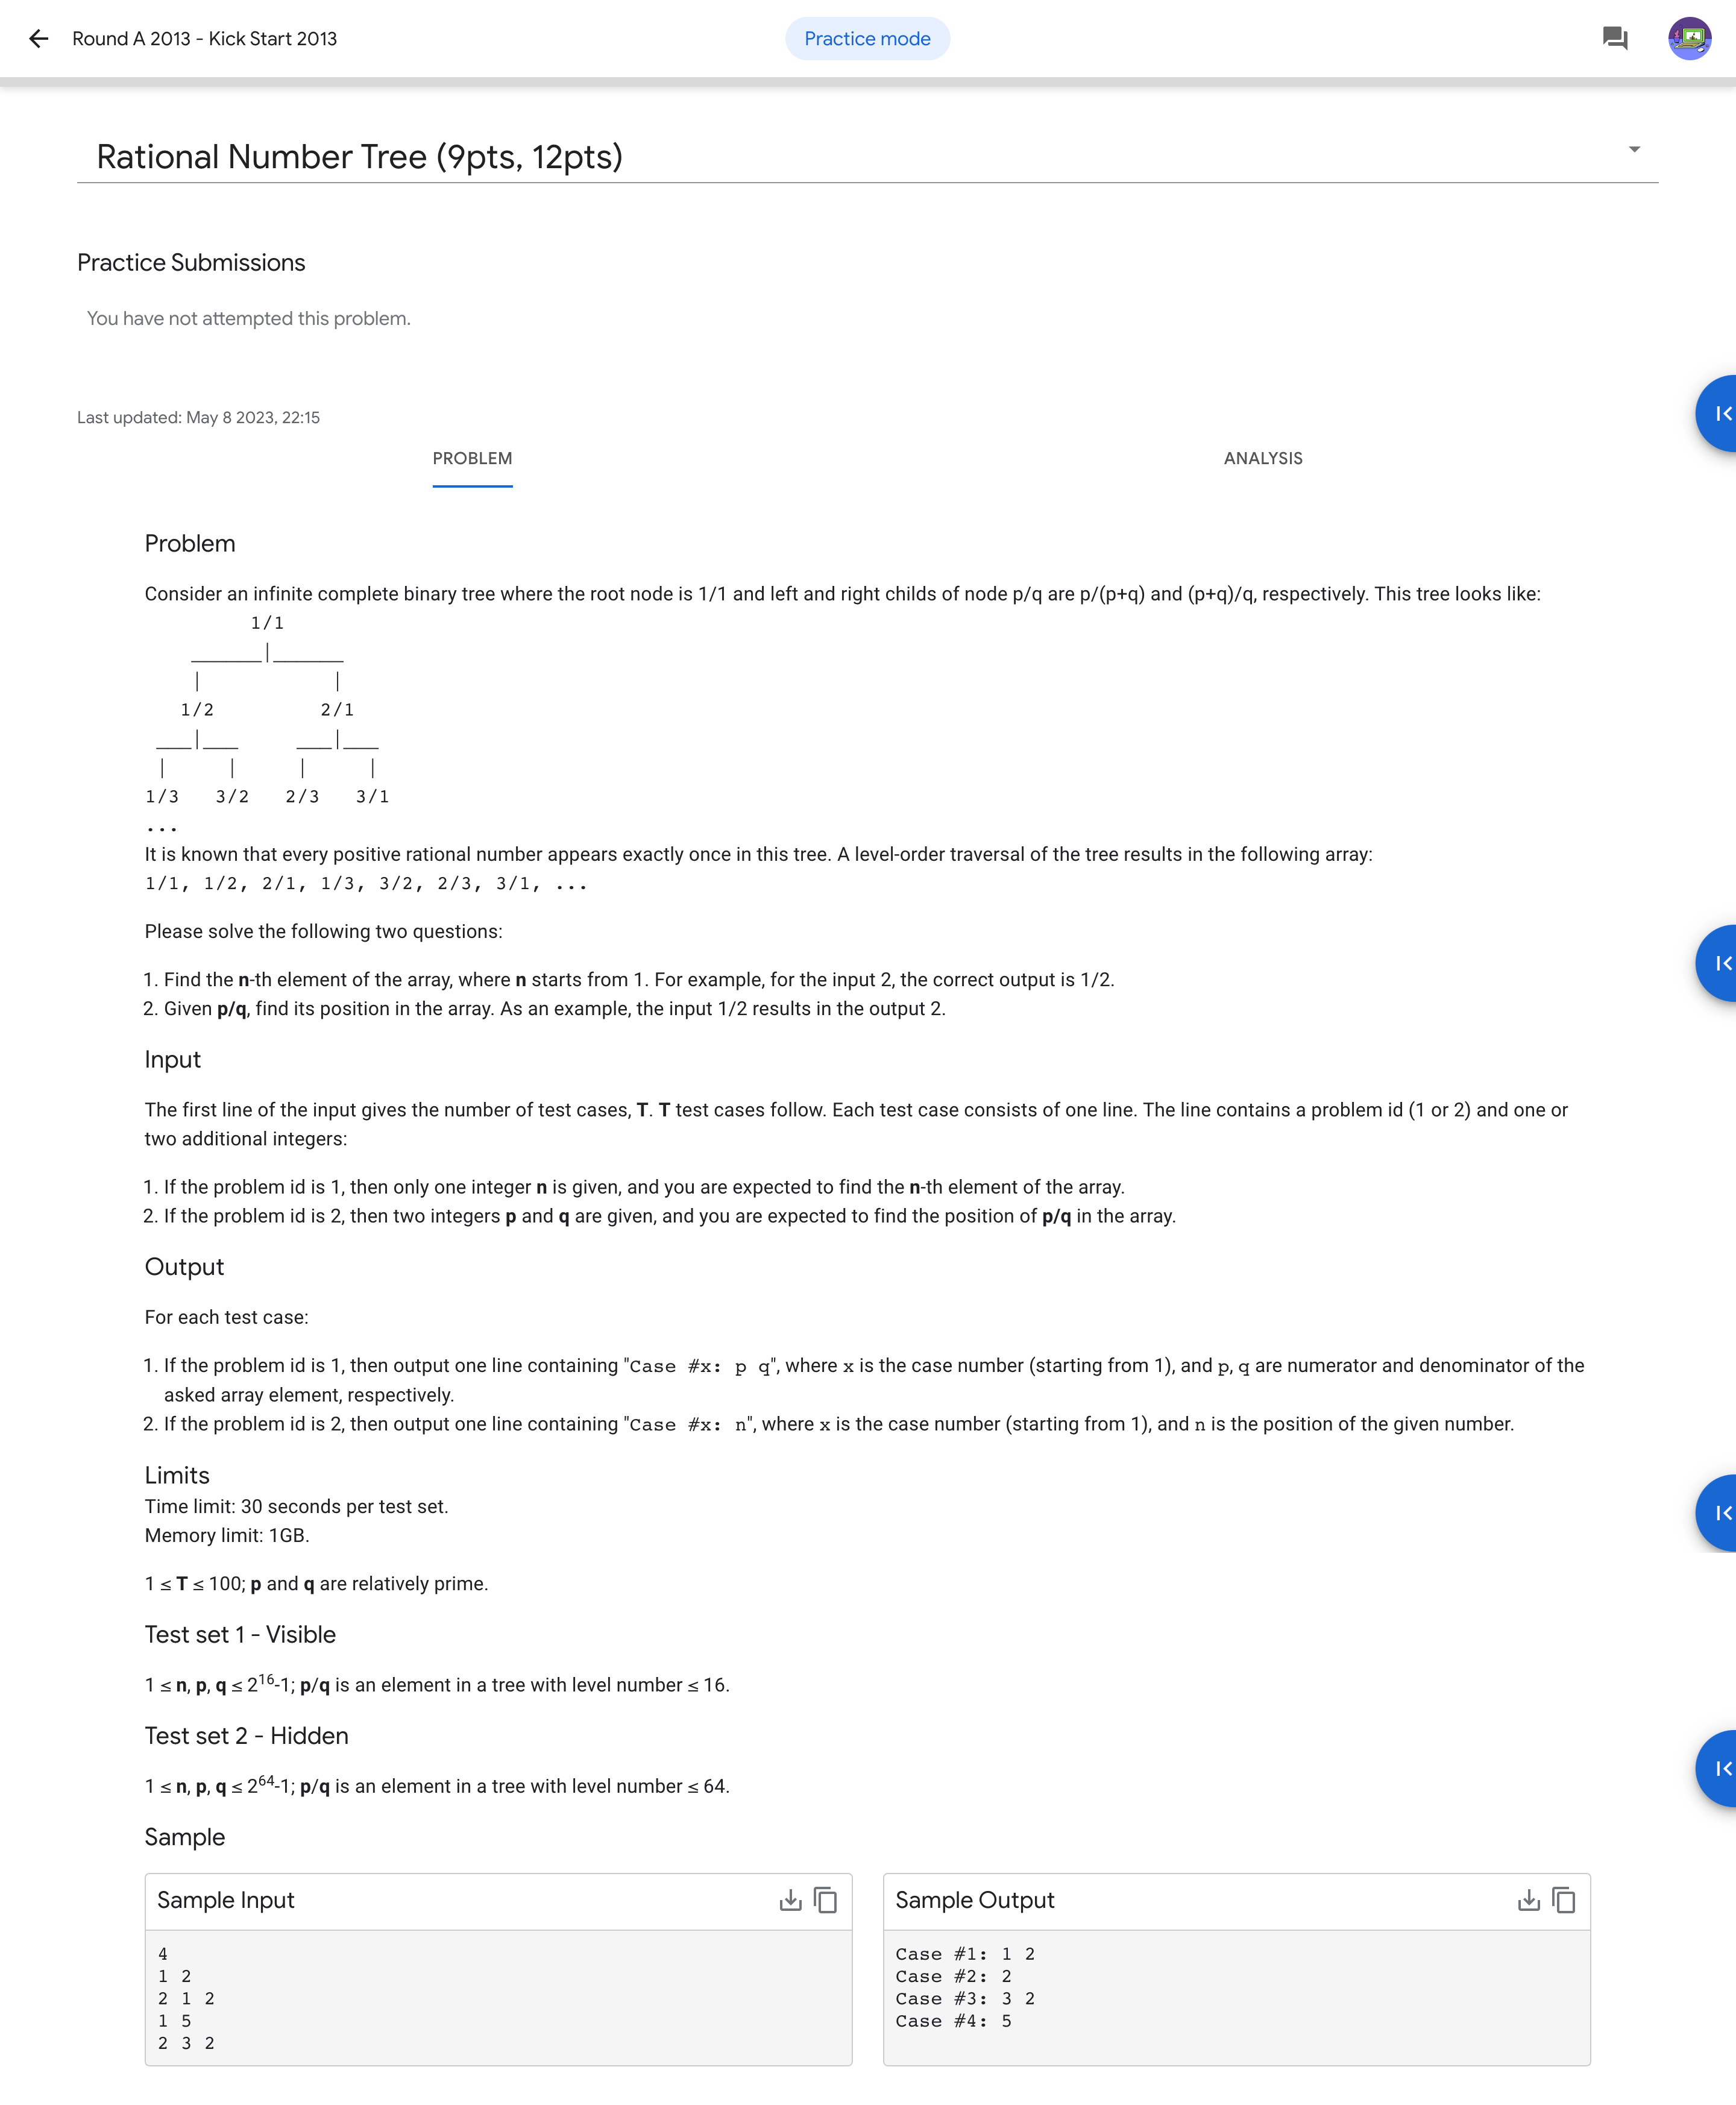 Round A 2013 - Kick Start 2013
Practice mode
Rational Number Tree (9pts, 12pts)
Practice Submissions
You have not attempted this problem.
Last updated: May 8 2023, 22:15
PROBLEM
ANALYSIS
Problem
Consider an infinite complete binary tree where the root node is 1/1 and left and right childs of node p/q are p/(p+q) and (p+q)/q, respectively. This tree looks like:
1/1
______|______
| |
1/2 2/1
___|___ ___|___
| | | |
1/3 3/2 2/3 3/1
...
It is known that every positive rational number appears exactly once in this tree. A level-order traversal of the tree results in the following array:
1/1, 1/2, 2/1, 1/3, 3/2, 2/3, 3/1, ...
Please solve the following two questions:
1. Find the n-th element of the array, where n starts from 1. For example, for the input 2, the correct output is 1/2.
2. Given p/q, find its position in the array. As an example, the input 1/2 results in the output 2.
Input
The first line of the input gives the number of test cases, T. T test cases follow. Each test case consists of one line. The line contains a problem id (1 or 2) and one or
two additional integers:
1. If the problem id is 1, then only one integer n is given, and you are expected to find the n-th element of the array.
2. If the problem id is 2, then two integers p and q are given, and you are expected to find the position of p/q in the array.
Output
For each test case:
1. If the problem id is 1, then output one line containing "Case #x: p q", where x is the case number (starting from 1), and p, q are numerator and denominator of the
asked array element, respectively.
2. If the problem id is 2, then output one line containing "Case #x: n", where x is the case number (starting from 1), and n is the position of the given number.
Limits
Time limit: 30 seconds per test set.
Memory limit: 1GB.
1 ≤ T ≤ 100; p and q are relatively prime.
Test set 1 - Visible
1 ≤ n, p, q ≤ 2^16-1; p/q is an element in a tree with level number ≤ 16.
Test set 2 - Hidden
1 ≤ n, p, q ≤ 2^64-1; p/q is an element in a tree with level number ≤ 64.
Sample
Sample Input
4
1 2
2 1 2
1 5
2 3 2
Sample Output
Case #1: 1 2
Case #2: 2
Case #3: 3 2
Case #4: 5